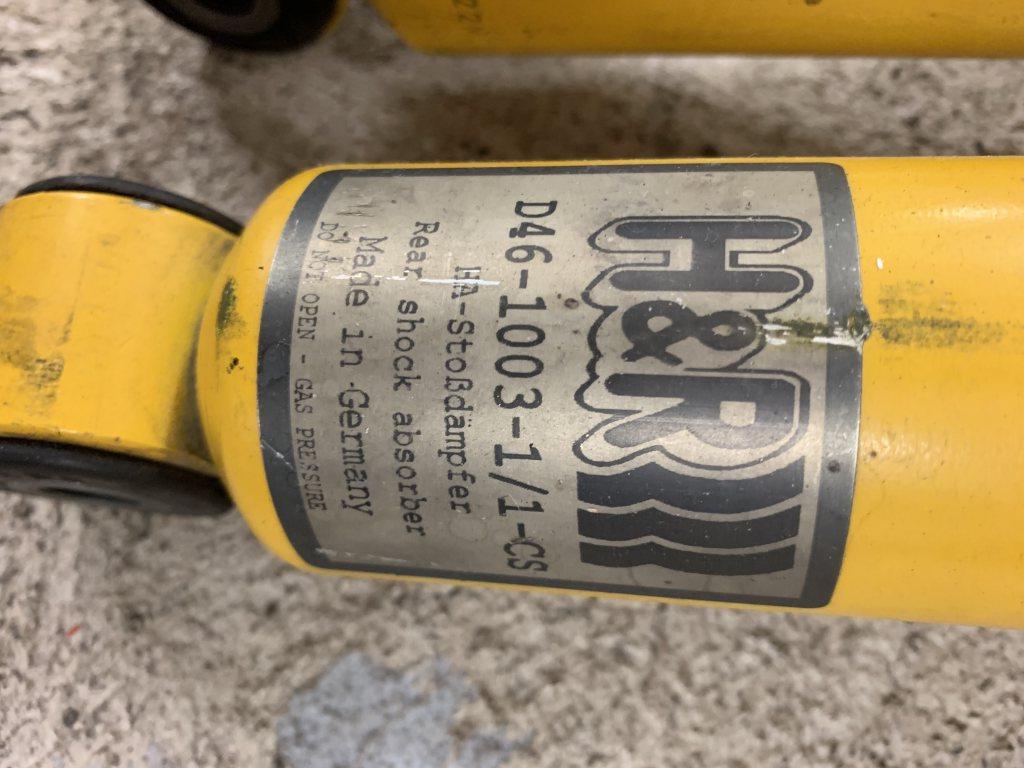 H&R
D46-1003-1/1-CS
HA-Stoßdämpfer
Rear shock absorber
Made in Germany
DO NOT OPEN - GAS PRESSURE